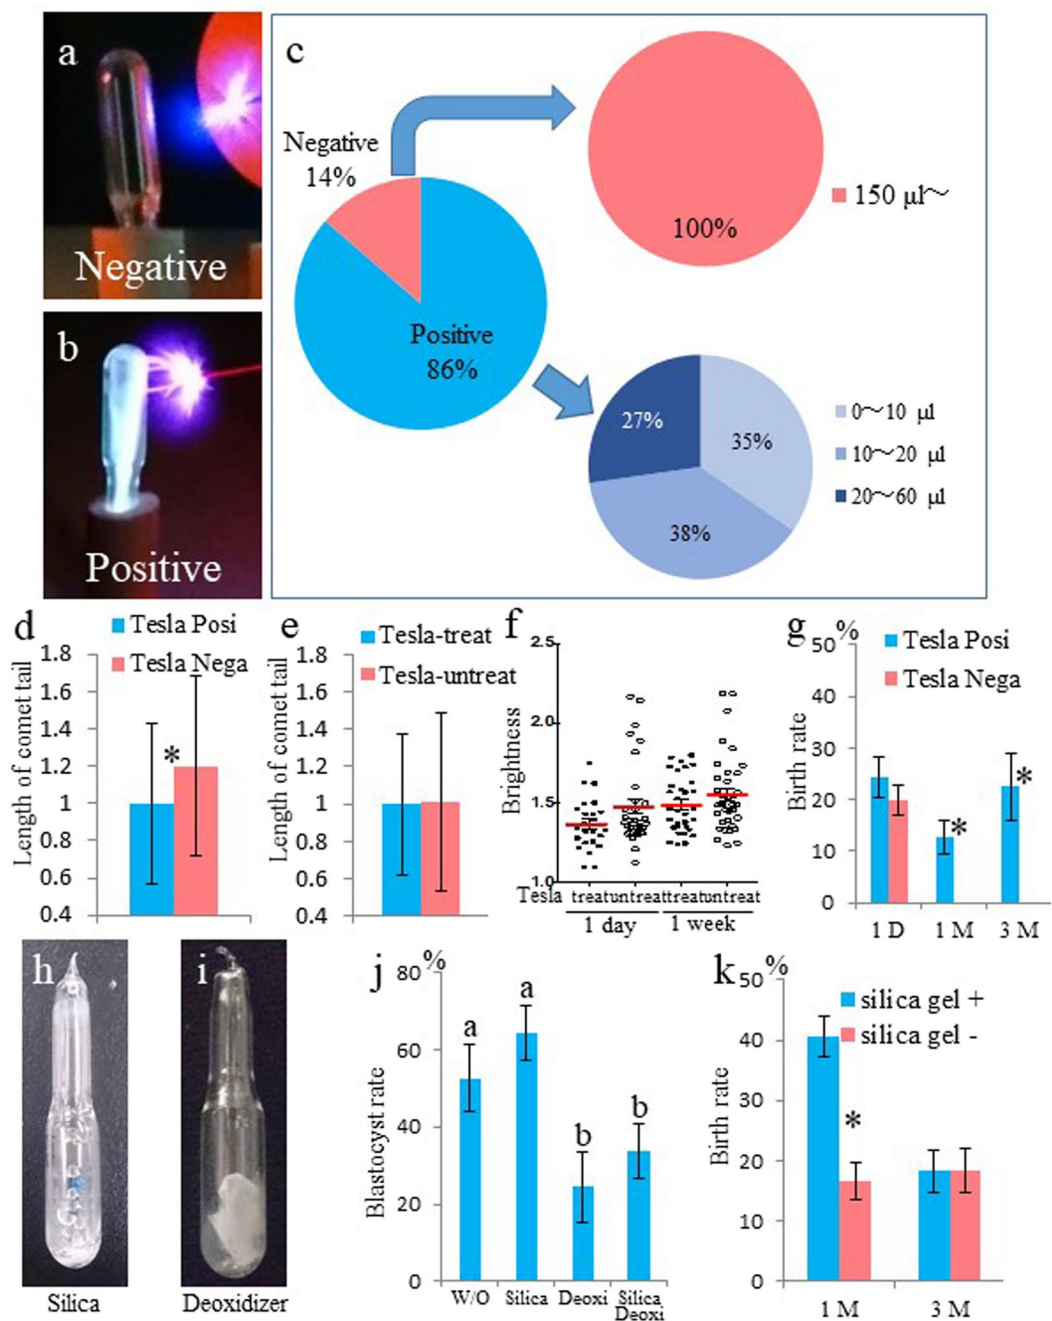 a
Negative
b
Positive
c
Negative
14%
Positive
86%
100%
150 µl～
27%
35%
38%
0～10 µl
10～20 µl
20～60 µl
d
Tesla Posi
Tesla Nega
Length of comet tail
1.8
1.6
1.4
1.2
1
0.8
0.6
0.4
*
e
Tesla-treat
Tesla-untreat
Length of comet tail
1.8
1.6
1.4
1.2
1
0.8
0.6
0.4
f
Brightness
2.5
2.0
1.5
1.0
Tesla treat untreat treat untreat
1 day 1 week
g
%
Tesla Posi
Tesla Nega
Birth rate
50
40
30
20
10
0
*
*
1 D 1 M 3 M
h
Silica
i
Deoxidizer
j
%
Blastocyst rate
80
60
40
20
0
a
a
b
b
W/O Silica Deoxi Silica
Deoxi
k
%
silica gel +
silica gel -
Birth rate
50
40
30
20
10
0
*
1 M 3 M